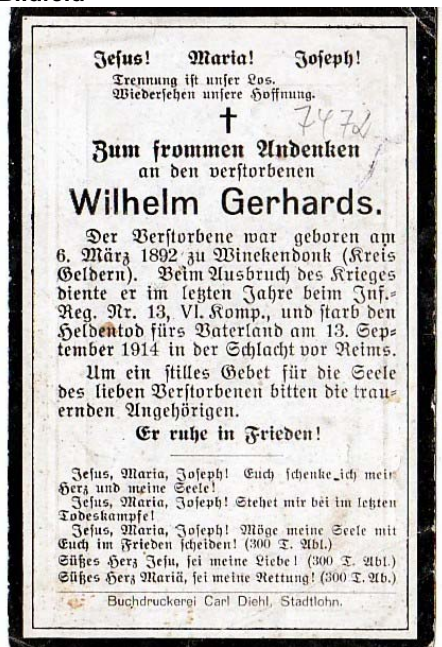 Jesus! Maria! Joseph!
Trennung ist unser Los.
Wiedersehen unsere Hoffnung.
7472
Zum frommen Andenken
an den verstorbenen
Wilhelm Gerhards.
Der Verstorbene war geboren am
6. März 1892 zu Winekendonk (Kreis
Geldern). Beim Ausbruch des Krieges
diente er im letzten Jahre beim Inf.-
Reg. Nr. 13, VI. Komp., und starb den
Heldentod fürs Vaterland am 13. Sep-
tember 1914 in der Schlacht vor Reims.
Um ein stilles Gebet für die Seele
des lieben Verstorbenen bitten die trau-
ernden Angehörigen.
Er ruhe in Frieden!
Jesus, Maria, Joseph! Euch schenke ich mein
Herz und meine Seele!
Jesus, Maria, Joseph! Stehet mir bei im letzten
Todeskampfe!
Jesus, Maria, Joseph! Möge meine Seele mit
Euch im Frieden scheiden! (300 T. Abl.)
Süßes Herz Jesu, sei meine Liebe! (300 T. Abl.)
Süßes Herz Mariä, sei meine Rettung! (300 T. Ab.)
Buchdruckerei Carl Diehl, Stadtlohn.